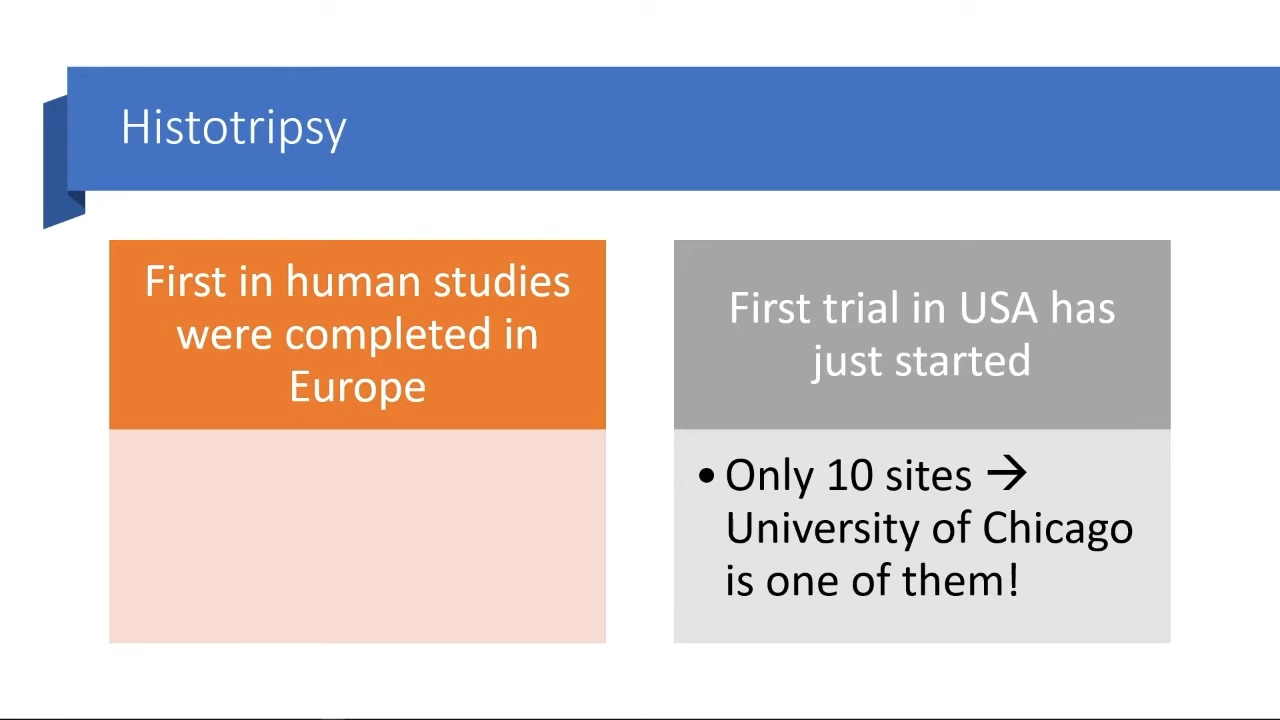 Histotripsy
First in human studies
were completed in
Europe
First trial in USA has
just started
•Only 10 sites →
University of Chicago
is one of them!